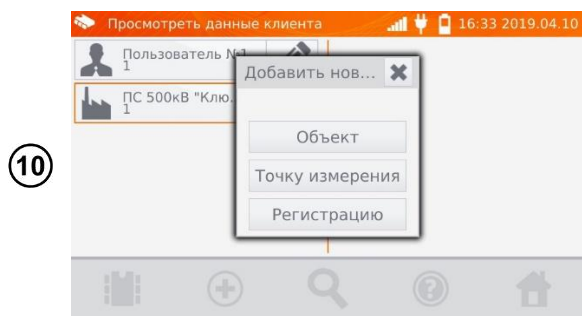 Просмотреть данные клиента 16:33 2019.04.10
Пользователь №1
1
ПС 500кВ "Клю.
1
Добавить нов...
Объект
Точку измерения
Регистрацию
10